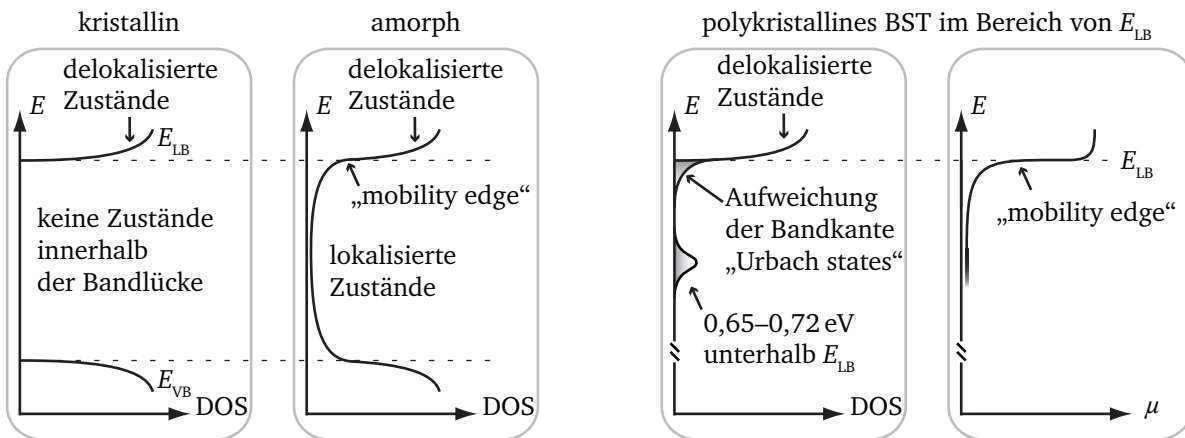 kristallin
delokalisierte
Zustände
E
E_LB
keine Zustände
innerhalb
der Bandlücke
E_VB
DOS
amorph
delokalisierte
Zustände
E
„mobility edge“
lokalisierte
Zustände
DOS
polykristallines BST im Bereich von E_LB
delokalisierte
Zustände
E
Aufweichung
der Bandkante
„Urbach states“
0,65–0,72 eV
unterhalb E_LB
DOS
E
E_LB
„mobility edge“
μ